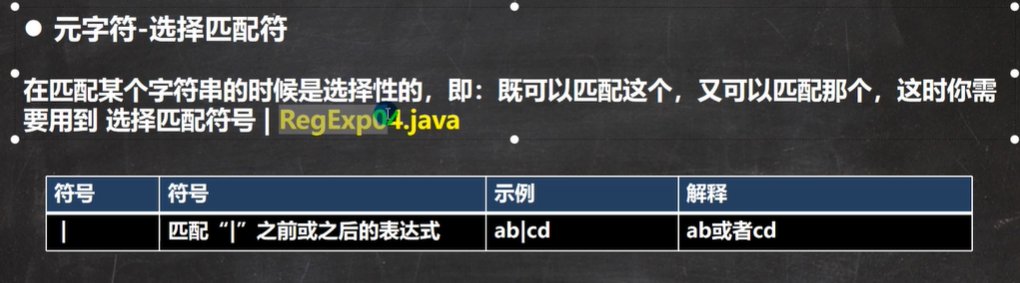 ● 元字符-选择匹配符
在匹配某个字符串的时候是选择性的，即：既可以匹配这个，又可以匹配那个，这时你需
要用到 选择匹配符号 | RegExp04.java
符号 符号 示例 解释
| 匹配“|”之前或之后的表达式 ab|cd ab或者cd